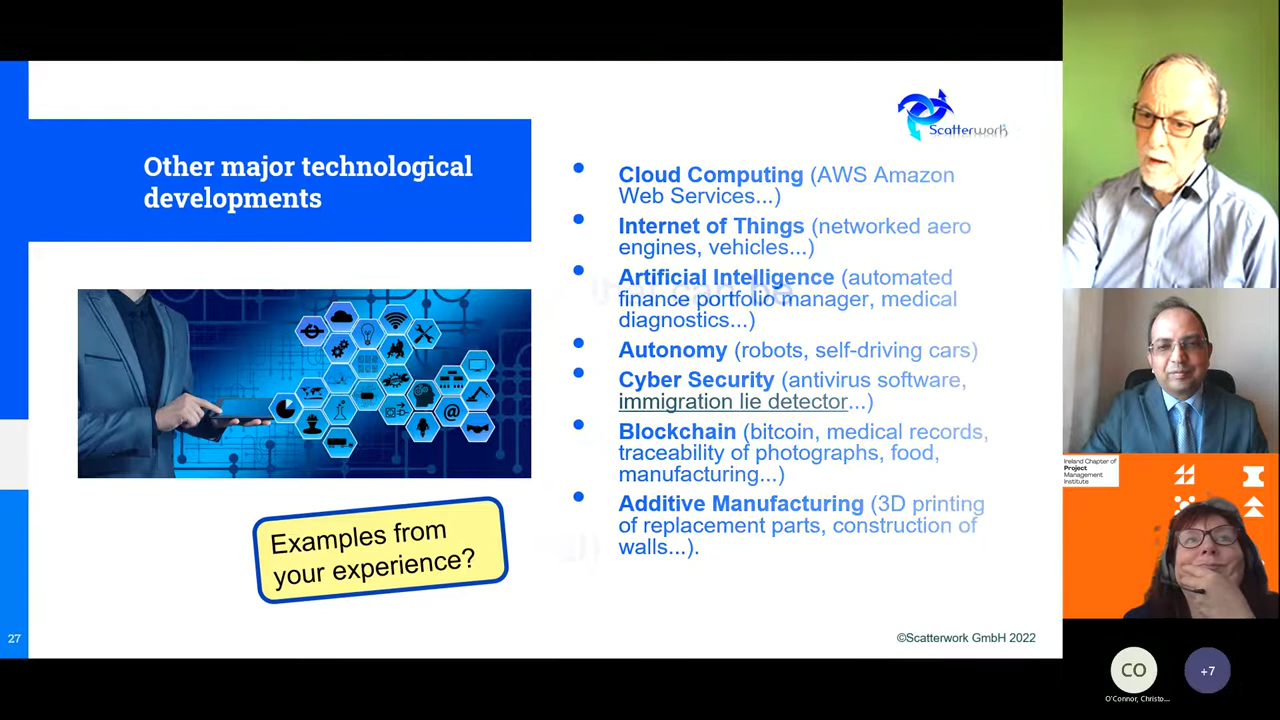 Other major technological
developments
Scatterwork
Cloud Computing (AWS Amazon
Web Services...)
Internet of Things (networked aero
engines, vehicles...)
Artificial Intelligence (automated
finance portfolio manager, medical
diagnostics...)
Autonomy (robots, self-driving cars)
Cyber Security (antivirus software,
immigration lie detector...)
Blockchain (bitcoin, medical records,
traceability of photographs, food,
manufacturing...)
Additive Manufacturing (3D printing
of replacement parts, construction of
walls...).
Examples from
your experience?
27
©Scatterwork GmbH 2022
Ireland Chapter of
Project
Management
Institute
CO
+7
O'Connor, Christo...